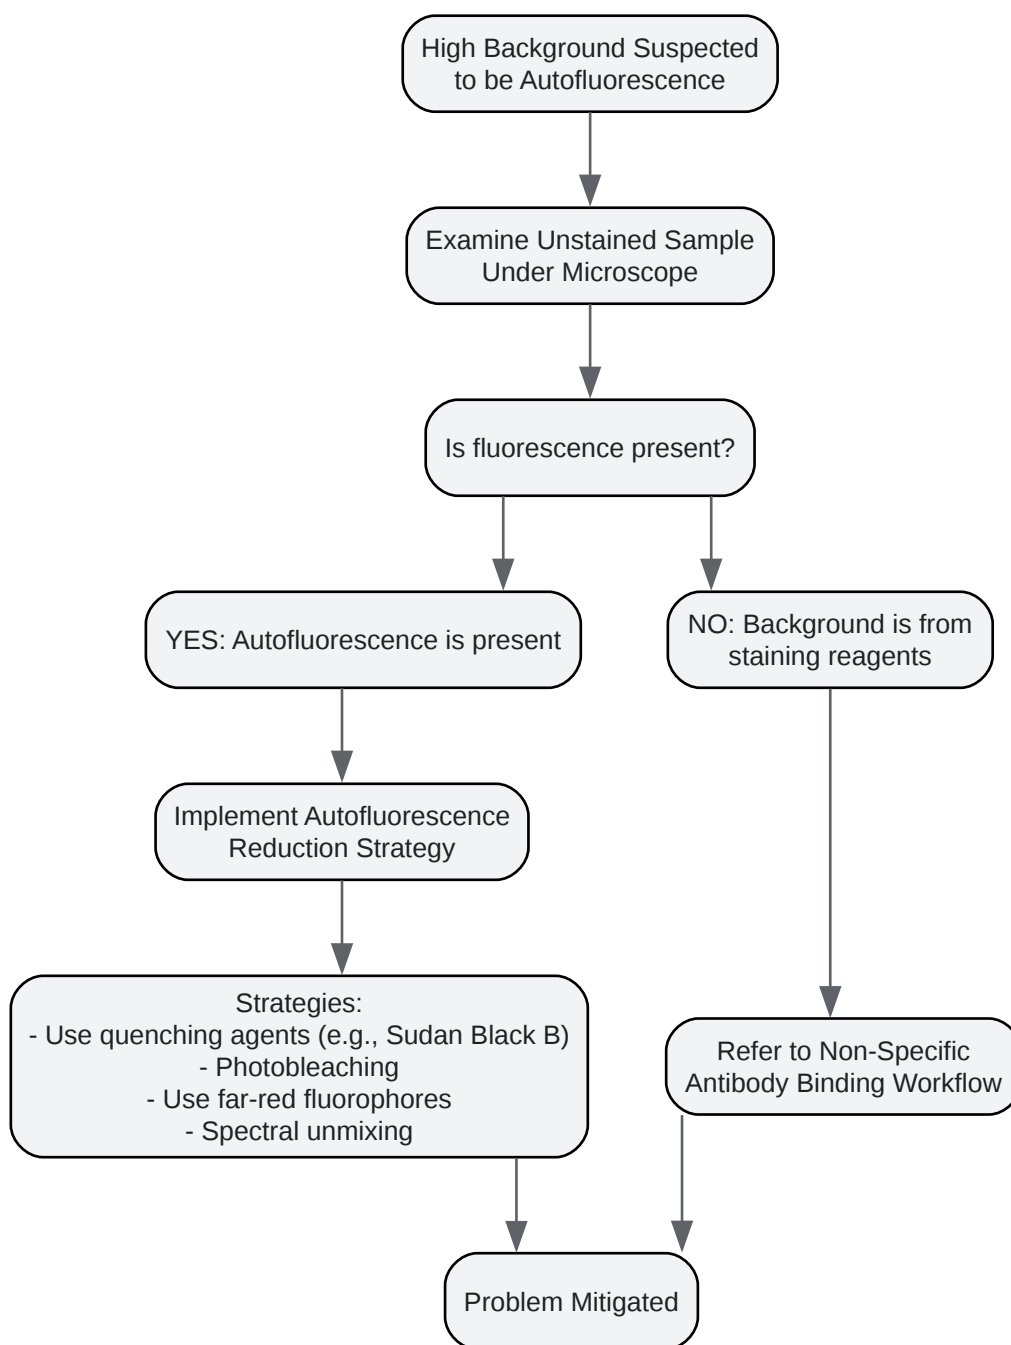 High Background Suspected
to be Autofluorescence
Examine Unstained Sample
Under Microscope
Is fluorescence present?
YES: Autofluorescence is present
NO: Background is from
staining reagents
Implement Autofluorescence
Reduction Strategy
Strategies:
- Use quenching agents (e.g., Sudan Black B)
- Photobleaching
- Use far-red fluorophores
- Spectral unmixing
Refer to Non-Specific
Antibody Binding Workflow
Problem Mitigated